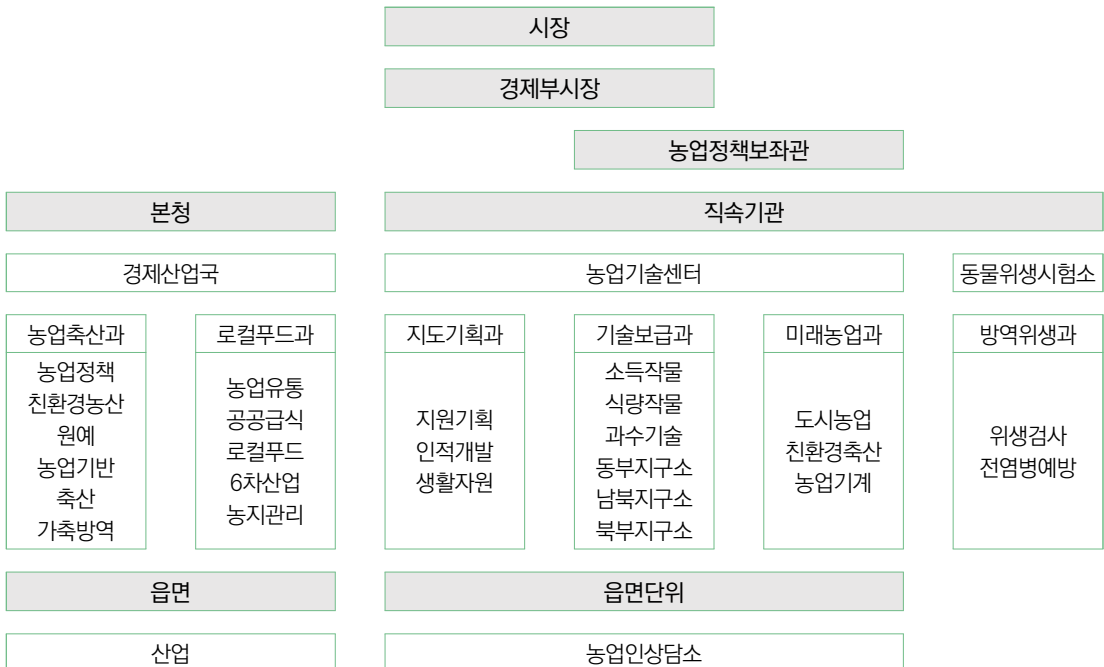 시장
경제부시장
농업정책보좌관
본청
직속기관
경제산업국
농업기술센터
동물위생시험소
농업축산과
농업정책
친환경농산
원예
농업기반
축산
가축방역
로컬푸드과
농업유통
공공급식
로컬푸드
6차산업
농지관리
지도기획과
지원기획
인적개발
생활자원
기술보급과
소득작물
식량작물
과수기술
동부지구소
남북지구소
북부지구소
미래농업과
도시농업
친환경축산
농업기계
방역위생과
위생검사
전염병예방
읍면
읍면단위
산업
농업인상담소